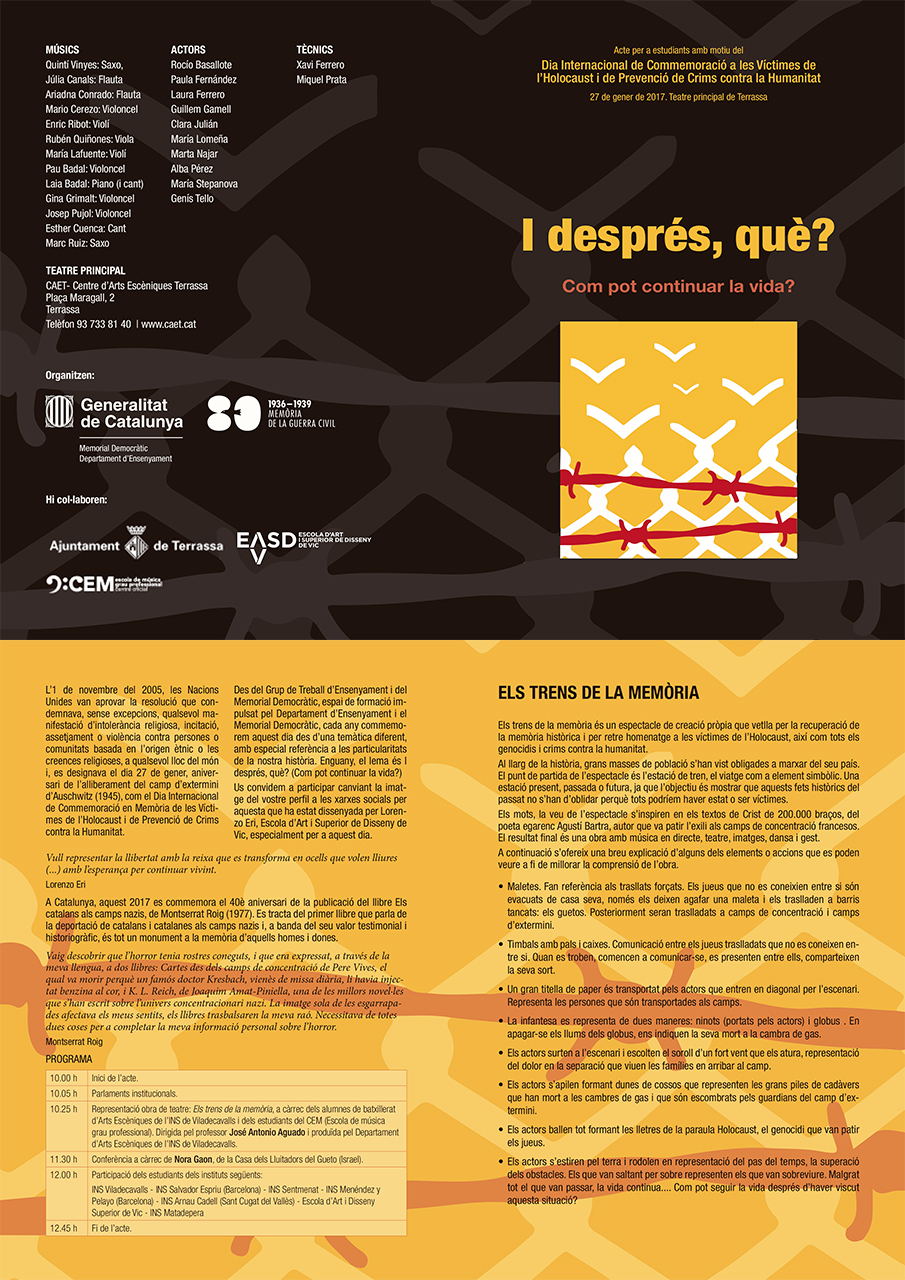 MÚSICS
Quintí Vinyes: Saxo,
Júlia Canals: Flauta
Ariadna Conrado: Flauta
Mario Cerezo: Violoncel
Enric Ribot: Violí
Rubén Quiñones: Viola
María Lafuente: Violí
Pau Badal: Violoncel
Laia Badal: Piano (i cant)
Gina Grimalt: Violoncel
Josep Pujol: Violoncel
Esther Cuenca: Cant
Marc Ruiz: Saxo
ACTORS
Rocío Basallote
Paula Fernández
Laura Ferrero
Guillem Gamell
Clara Julián
María Lomeña
Marta Najar
Alba Pérez
María Stepanova
Genís Tello
TÈCNICS
Xavi Ferrero
Miquel Prata
TEATRE PRINCIPAL
CAET- Centre d'Arts Escèniques Terrassa
Plaça Maragall, 2
Terrassa
Telèfon 93 733 81 40 | www.caet.cat
Organitzen:
Generalitat
de Catalunya
Memorial Democràtic
Departament d'Ensenyament
80
1936–1939
MEMÒRIA
DE LA GUERRA CIVIL
Hi col·laboren:
Ajuntament de Terrassa
EASD
ESCOLA D'ART
I SUPERIOR DE DISSENY
DE VIC
CEM
escola de música
grau professional
centre oficial
Acte per a estudiants amb motiu del
Dia Internacional de Commemoració a les Víctimes de
l'Holocaust i de Prevenció de Crims contra la Humanitat
27 de gener de 2017. Teatre principal de Terrassa
I després, què?
Com pot continuar la vida?
L'1 de novembre del 2005, les Nacions
Unides van aprovar la resolució que con-
demnava, sense excepcions, qualsevol ma-
nifestació d'intolerància religiosa, incitació,
assetjament o violència contra persones o
comunitats basada en l'origen ètnic o les
creences religioses, a qualsevol lloc del món
i, es designava el dia 27 de gener, aniver-
sari de l'alliberament del camp d'extermini
d'Auschwitz (1945), com el Dia Internacional
de Commemoració en Memòria de les Vícti-
mes de l'Holocaust i de Prevenció de Crims
contra la Humanitat.
Des del Grup de Treball d'Ensenyament i del
Memorial Democràtic, espai de formació im-
pulsat pel Departament d'Ensenyament i el
Memorial Democràtic, cada any commemo-
rem aquest dia des d'una temàtica diferent,
amb especial referència a les particularitats
de la nostra història. Enguany, el lema és I
després, què? (Com pot continuar la vida?)
Us convidem a participar canviant la imat-
ge del vostre perfil a les xarxes socials per
aquesta que ha estat dissenyada per Loren-
zo Eri, Escola d'Art i Superior de Disseny de
Vic, especialment per a aquest dia.
Vull representar la llibertat amb la reixa que es transforma en ocells que volen lliures
(...) amb l'esperança per continuar vivint.
Lorenzo Eri
A Catalunya, aquest 2017 es commemora el 40è aniversari de la publicació del llibre Els
catalans als camps nazis, de Montserrat Roig (1977). Es tracta del primer llibre que parla de
la deportació de catalans i catalanes als camps nazis i, a banda del seu valor testimonial i
historiogràfic, és tot un monument a la memòria d'aquells homes i dones.
Vaig descobrir que l'horror tenia rostres coneguts, i que era expressat, a través de la
meva llengua, a dos llibres: Cartes des dels camps de concentració de Pere Vives, el
qual va morir perquè un famós doctor Kresbach, vienès de missa diària, li havia injec-
tat benzina al cor, i K. L. Reich, de Joaquim Amat-Piniella, una de les millors novel·les
que s'han escrit sobre l'univers concentracionari nazi. La imatge sola de les esgarrapa-
des afectava els meus sentits, els llibres trasbalsaren la meva raó. Necessitava de totes
dues coses per a completar la meva informació personal sobre l'horror.
Montserrat Roig
PROGRAMA
10.00 h Inici de l'acte.
10.05 h Parlaments institucionals.
10.25 h Representació obra de teatre: Els trens de la memòria, a càrrec dels alumnes de batxillerat
d'Arts Escèniques de l'INS de Viladecavalls i dels estudiants del CEM (Escola de música
grau professional). Dirigida pel professor José Antonio Aguado i produïda pel Departament
d'Arts Escèniques de l'INS de Viladecavalls.
11.30 h Conferència a càrrec de Nora Gaon, de la Casa dels Lluitadors del Gueto (Israel).
12.00 h Participació dels estudiants dels instituts següents:
INS Viladecavalls - INS Salvador Espriu (Barcelona) - INS Sentmenat - INS Menéndez y
Pelayo (Barcelona) - INS Arnau Cadell (Sant Cugat del Vallès) - Escola d'Art i Disseny
Superior de Vic - INS Matadepera
12.45 h Fi de l'acte.
ELS TRENS DE LA MEMÒRIA
Els trens de la memòria és un espectacle de creació pròpia que vetlla per la recuperació de
la memòria històrica i per retre homenatge a les víctimes de l'Holocaust, així com tots els
genocidis i crims contra la humanitat.
Al llarg de la història, grans masses de població s'han vist obligades a marxar del seu país.
El punt de partida de l'espectacle és l'estació de tren, el viatge com a element simbòlic. Una
estació present, passada o futura, ja que l'objectiu és mostrar que aquests fets històrics del
passat no s'han d'oblidar perquè tots podríem haver estat o ser víctimes.
Els mots, la veu de l'espectacle s'inspiren en els textos de Crist de 200.000 braços, del
poeta egarenc Agustí Bartra, autor que va patir l'exili als camps de concentració francesos.
El resultat final és una obra amb música en directe, teatre, imatges, dansa i gest.
A continuació s'ofereix una breu explicació d'alguns dels elements o accions que es poden
veure a fi de millorar la comprensió de l'obra.
• Maletes. Fan referència als trasllats forçats. Els jueus que no es coneixien entre si són
evacuats de casa seva, només els deixen agafar una maleta i els traslladen a barris
tancats: els guetos. Posteriorment seran traslladats a camps de concentració i camps
d'extermini.
• Timbals amb pals i caixes. Comunicació entre els jueus traslladats que no es coneixen en-
tre si. Quan es troben, comencen a comunicar-se, es presenten entre ells, comparteixen
la seva sort.
• Un gran titella de paper és transportat pels actors que entren en diagonal per l'escenari.
Representa les persones que són transportades als camps.
• La infantesa es representa de dues maneres: ninots (portats pels actors) i globus . En
apagar-se els llums dels globus, ens indiquen la seva mort a la cambra de gas.
• Els actors surten a l'escenari i escolten el soroll d'un fort vent que els atura, representació
del dolor en la separació que viuen les famílies en arribar al camp.
• Els actors s'apilen formant dunes de cossos que representen les grans piles de cadàvers
que han mort a les cambres de gas i que són escombrats pels guardians del camp d'ex-
termini.
• Els actors ballen tot formant les lletres de la paraula Holocaust, el genocidi que van patir
els jueus.
• Els actors s'estiren pel terra i rodolen en representació del pas del temps, la superació
dels obstacles. Els que van saltant per sobre representen els que van sobreviure. Malgrat
tot el que van passar, la vida continua.... Com pot seguir la vida després d'haver viscut
aquesta situació?